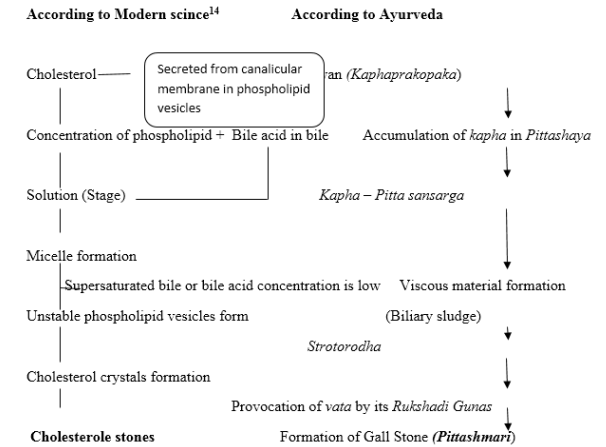 According to Modern scince14
According to Ayurveda
Cholesterol
Secreted from canalicular
membrane in phospholipid
vesicles
(Kaphaprakopaka)
Concentration of phospholipid + Bile acid in bile
Accumulation of kapha in Pittashaya
Solution (Stage)
Kapha – Pitta sansarga
Micelle formation
Supersaturated bile or bile acid concentration is low
Viscous material formation
Unstable phospholipid vesicles form
(Biliary sludge)
Strotorodha
Cholesterol crystals formation
Provocation of vata by its Rukshadi Gunas
Cholesterole stones
Formation of Gall Stone (Pittashmari)